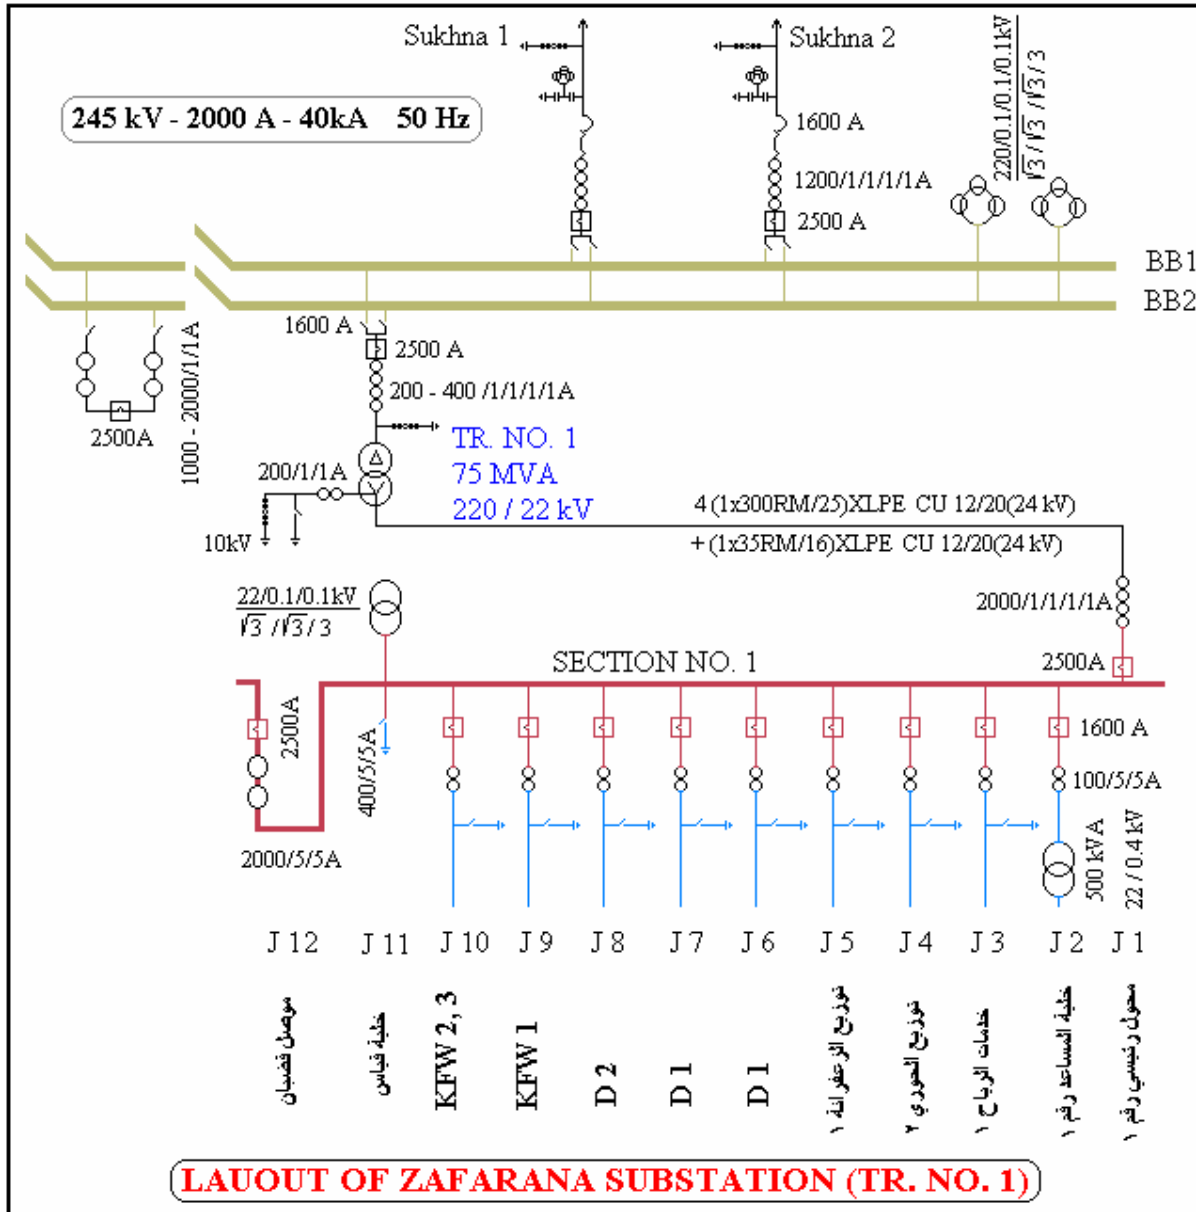 Sukhna 1
Sukhna 2
220/0.1/0.1/0.1kV
√3 /√3 /√3 / 3
245 kV - 2000 A - 40kA 50 Hz
1600 A
1200/1/1/1/1A
2500 A
BB1
BB2
1600 A
2500 A
200 - 400 /1/1/1/1A
2500A
1000 - 2000/1/1A
TR. NO. 1
75 MVA
220 / 22 kV
200/1/1A
10kV
4 (1x300RM/25)XLPE CU 12/20(24 kV)
+ (1x35RM/16)XLPE CU 12/20(24 kV)
22/0.1/0.1kV
√3 /√3 / 3
2000/1/1/1/1A
SECTION NO. 1
2500A
2500A
400/5/5A
1600 A
100/5/5A
2000/5/5A
500 kVA
22 / 0.4 kV
J 12
J 11
J 10
J 9
J 8
J 7
J 6
J 5
J 4
J 3
J 2
J 1
موصل قضبان
خلية قياس
KFW 2, 3
KFW 1
D 2
D 1
D 1
توزيع الزعفرانة ١
توزيع الحوري ٢
خدمات الرياح ١
خلية المساعد رقم ١
محول رئيسي رقم ١
LAUOUT OF ZAFARANA SUBSTATION (TR. NO. 1)